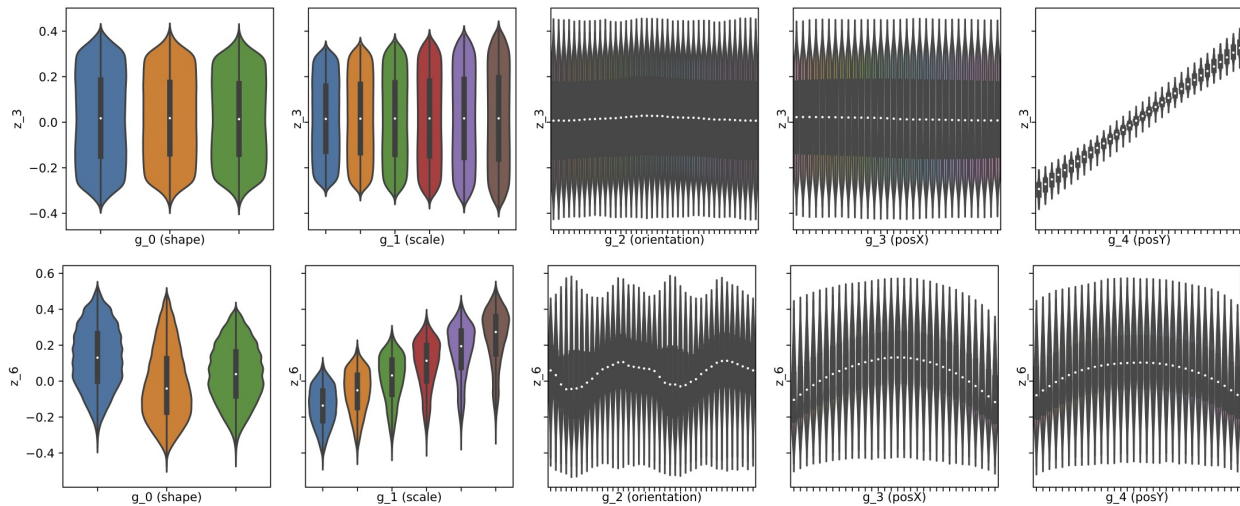 0.4
0.2
0.0
−0.2
−0.4
z_3
z_3
z_3
z_3
z_3
g_0 (shape)
g_1 (scale)
g_2 (orientation)
g_3 (posX)
g_4 (posY)
0.6
0.4
0.2
0.0
−0.2
−0.4
z_6
z_6
z_6
z_6
z_6
g_0 (shape)
g_1 (scale)
g_2 (orientation)
g_3 (posX)
g_4 (posY)